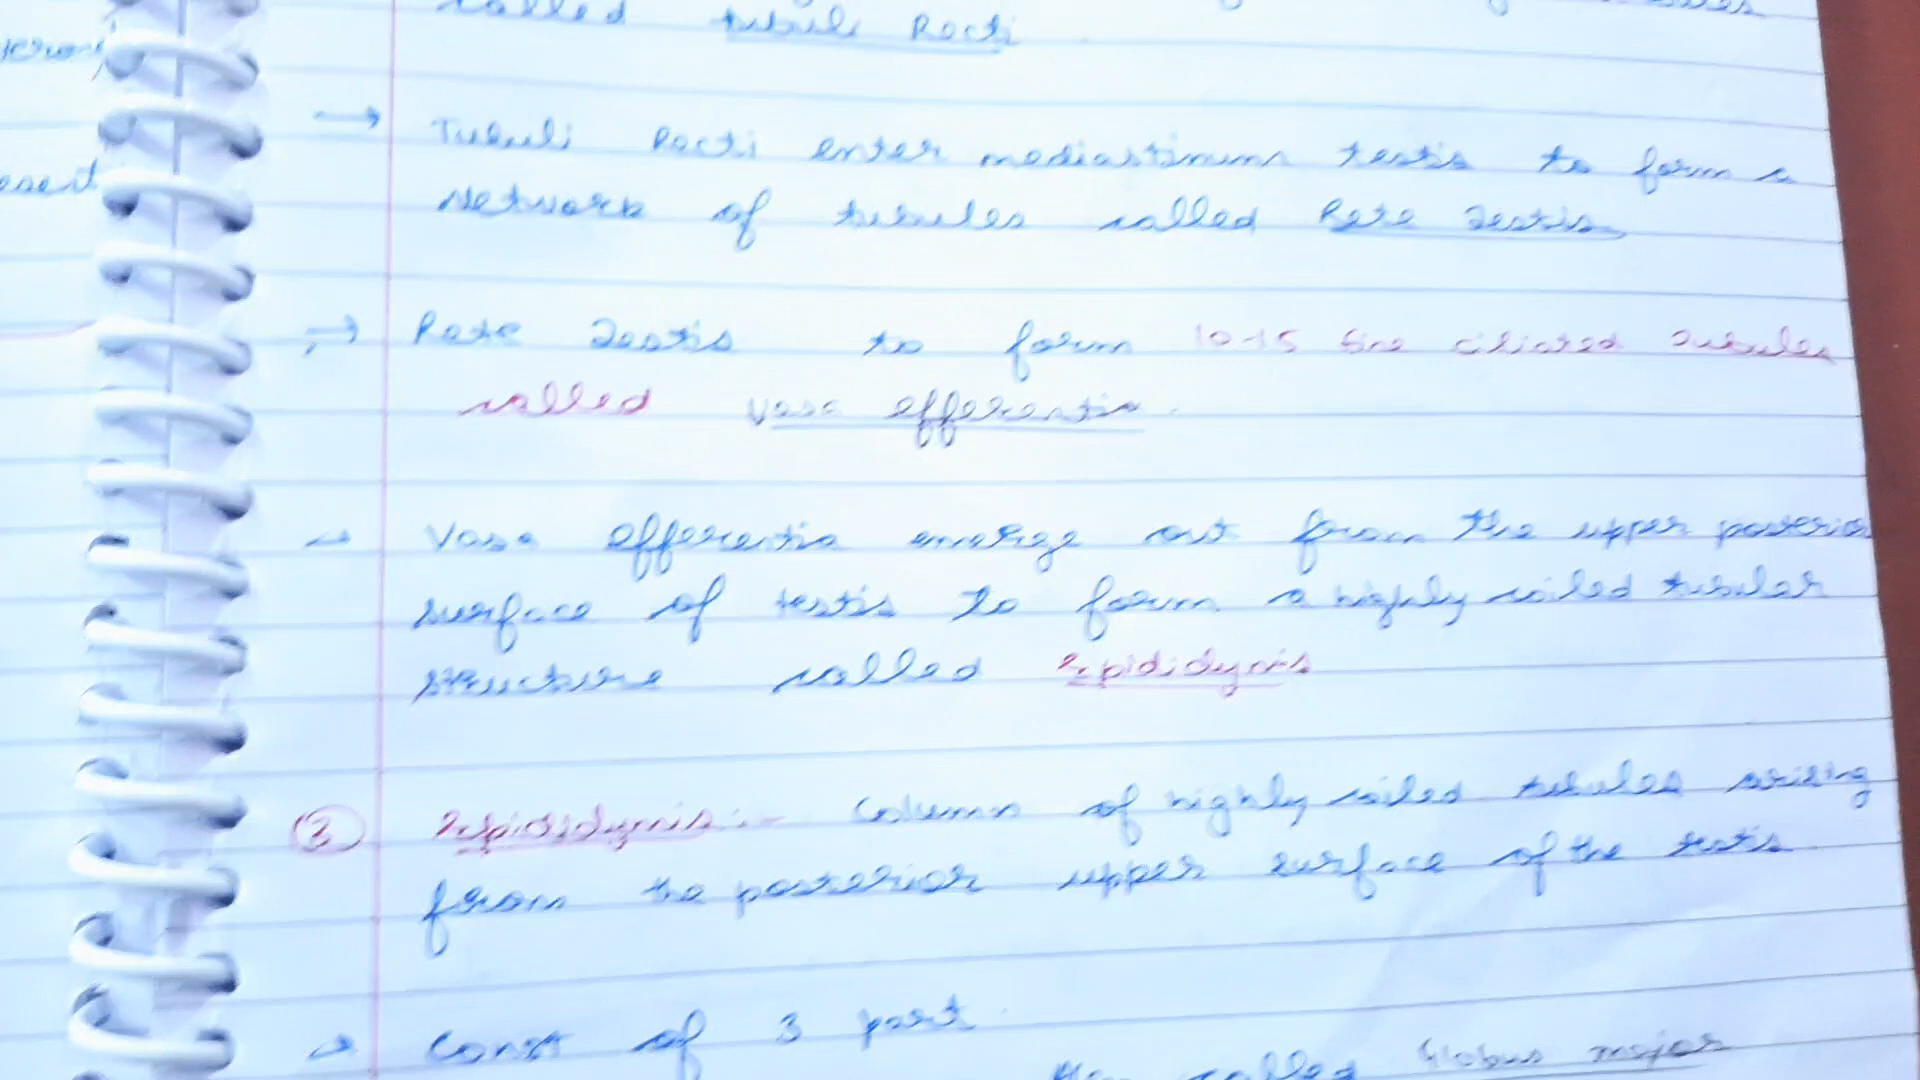 called tubuli Recti
→ Tubuli Recti enter mediastinum testis to form a
Network of tubules called Rete Testis
→ Rete Testis to form 10-15 fine ciliated tubules
called Vasa efferentia.
→ Vasa efferentia emerge out from the upper posterior
surface of testis to form a highly coiled tubular
structure called Epididymis
③ Epididymis :- Column of highly coiled tubules arising
from the posterior upper surface of the testis
→ Const of 3 part.
called Globus major